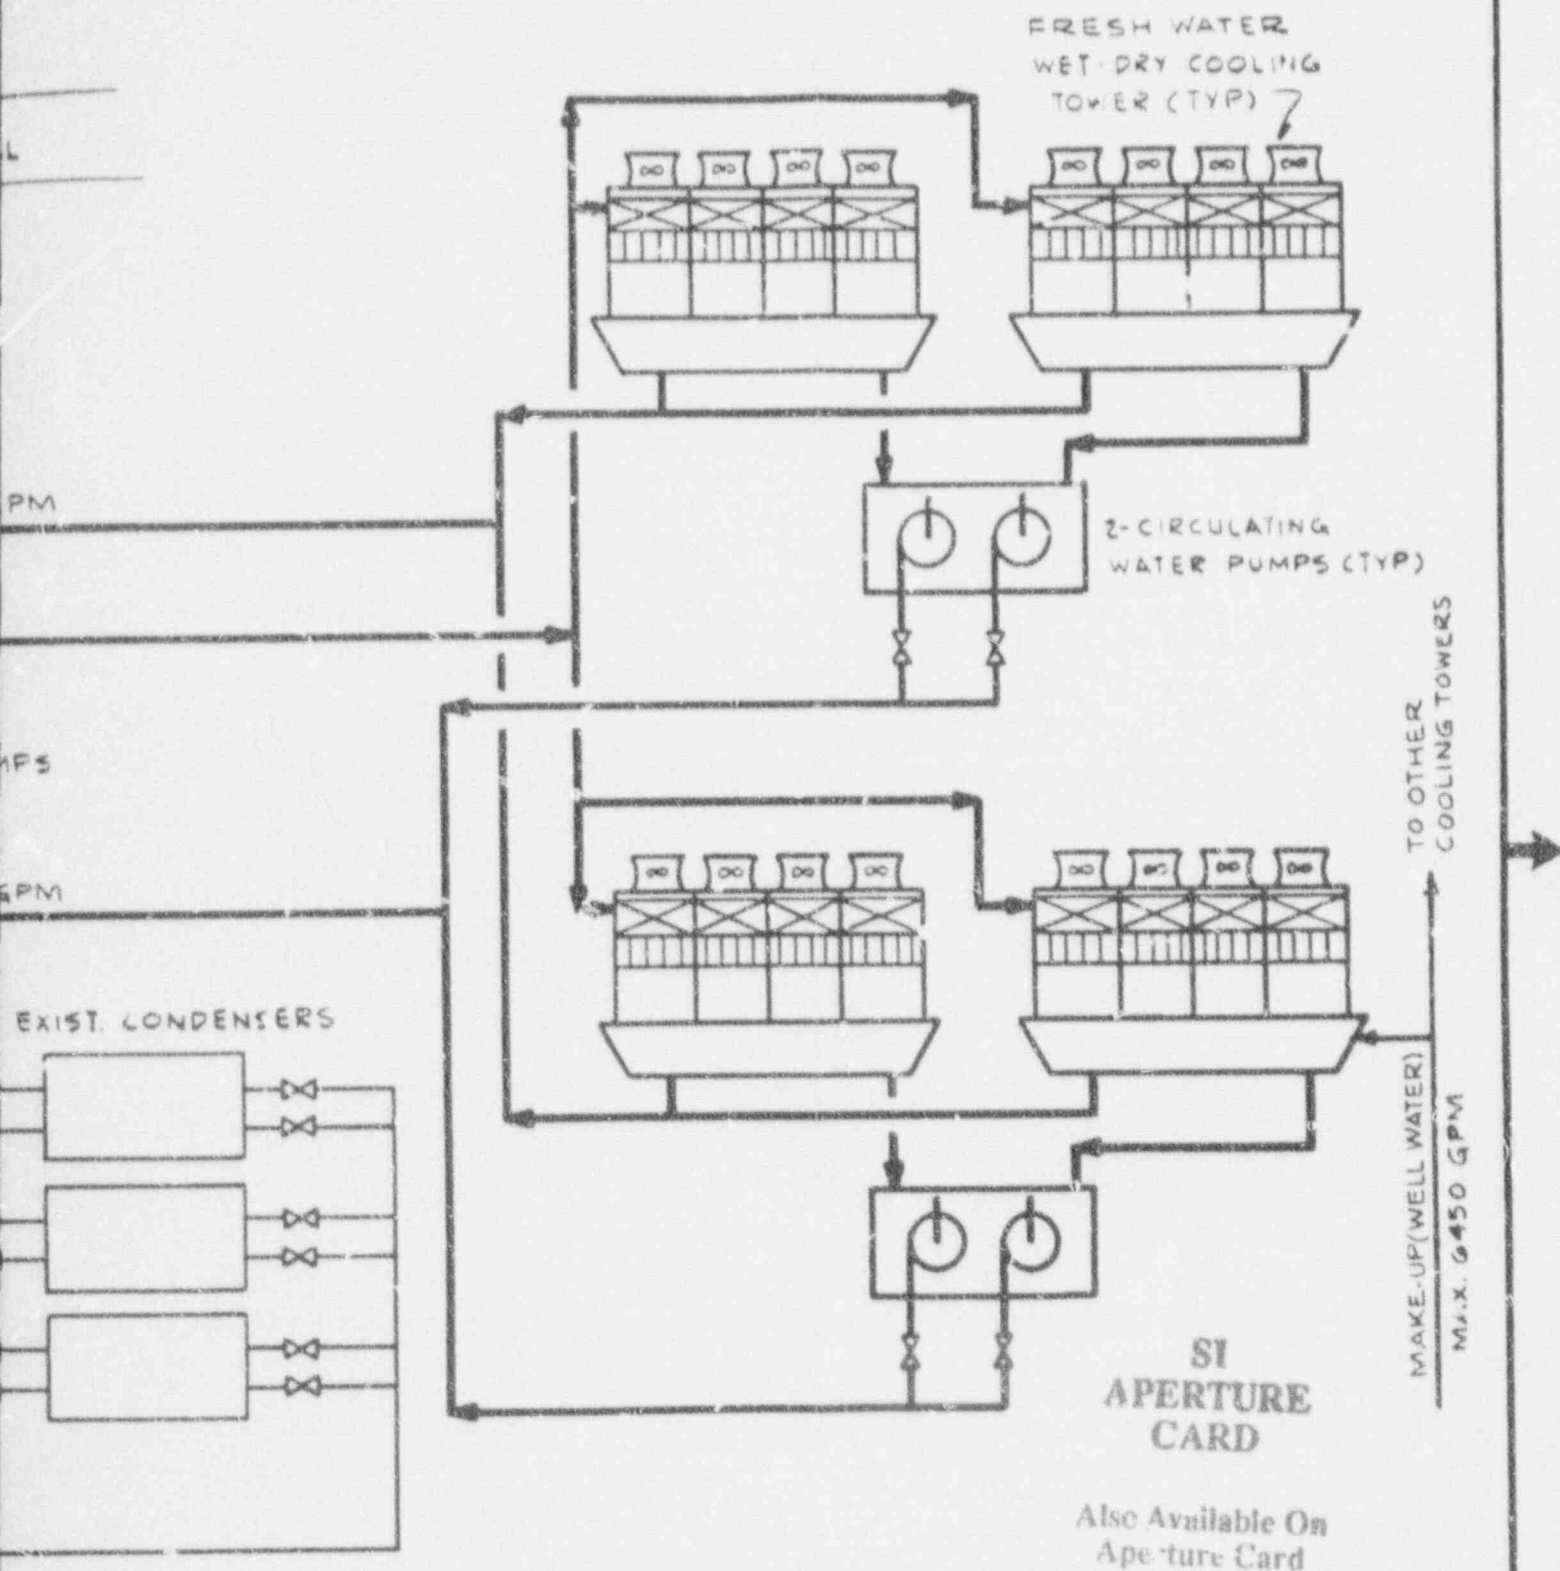 FRESH WATER
WET-DRY COOLING
TOWER (TYP)
L
PM
2-CIRCULATING
WATER PUMPS (TYP)
TO OTHER
COOLING TOWERS
MPS
GPM
EXIST. CONDENSERS
MAKE-UP (WELL WATER)
MAX. 6450 GPM
SI
APERTURE
CARD
Also Available On
Aperture Card